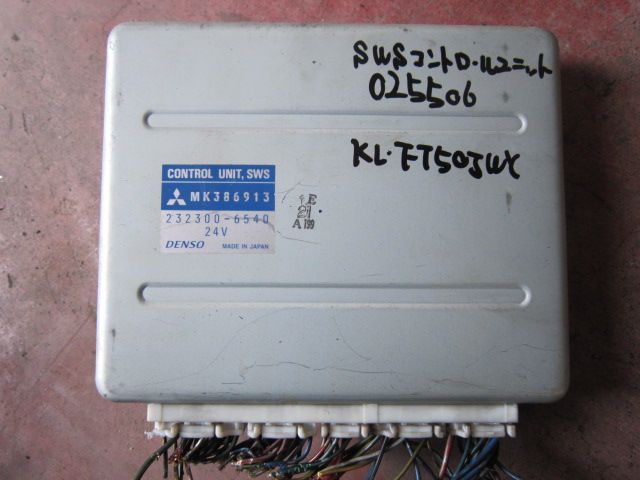 SWSコントロールユニット
025506
KL-FT50JWX
CONTROL UNIT, SWS
MK386913
232300-6540
24V
DENSO MADE IN JAPAN
E
21
A 199